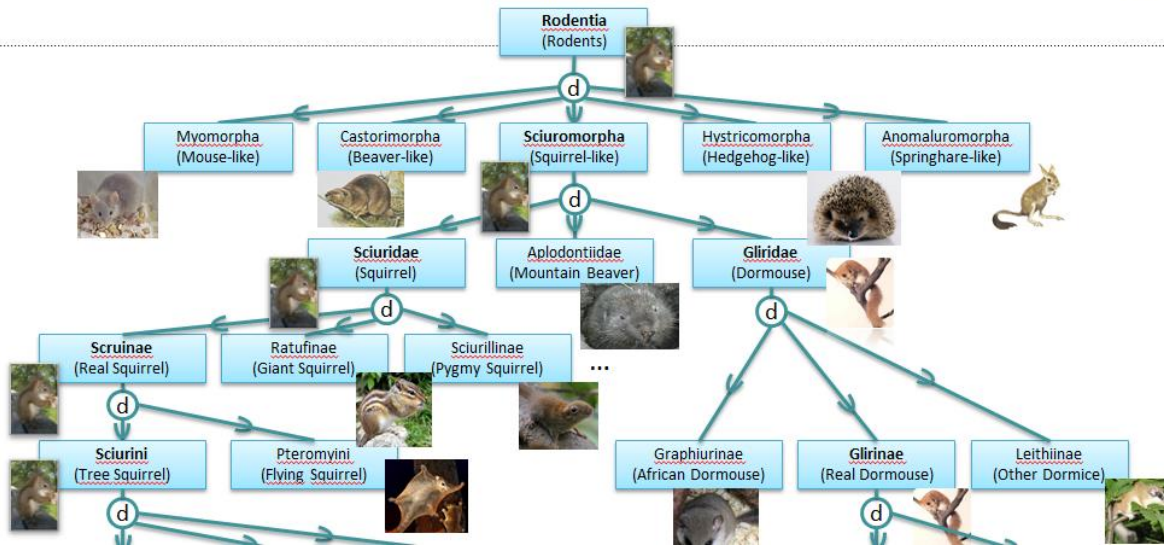 Rodentia
(Rodents)
d
Myomorpha
(Mouse-like)
Castorimorpha
(Beaver-like)
Sciuromorpha
(Squirrel-like)
Hystricomorpha
(Hedgehog-like)
Anomaluromorpha
(Springhare-like)
d
Sciuridae
(Squirrel)
Aplodontiidae
(Mountain Beaver)
Gliridae
(Dormouse)
d
d
Scruinae
(Real Squirrel)
Ratufinae
(Giant Squirrel)
Sciurillinae
(Pygmy Squirrel)
...
d
Sciurini
(Tree Squirrel)
Pteromyini
(Flying Squirrel)
Graphiurinae
(African Dormouse)
Glirinae
(Real Dormouse)
Leithiinae
(Other Dormice)
d
d